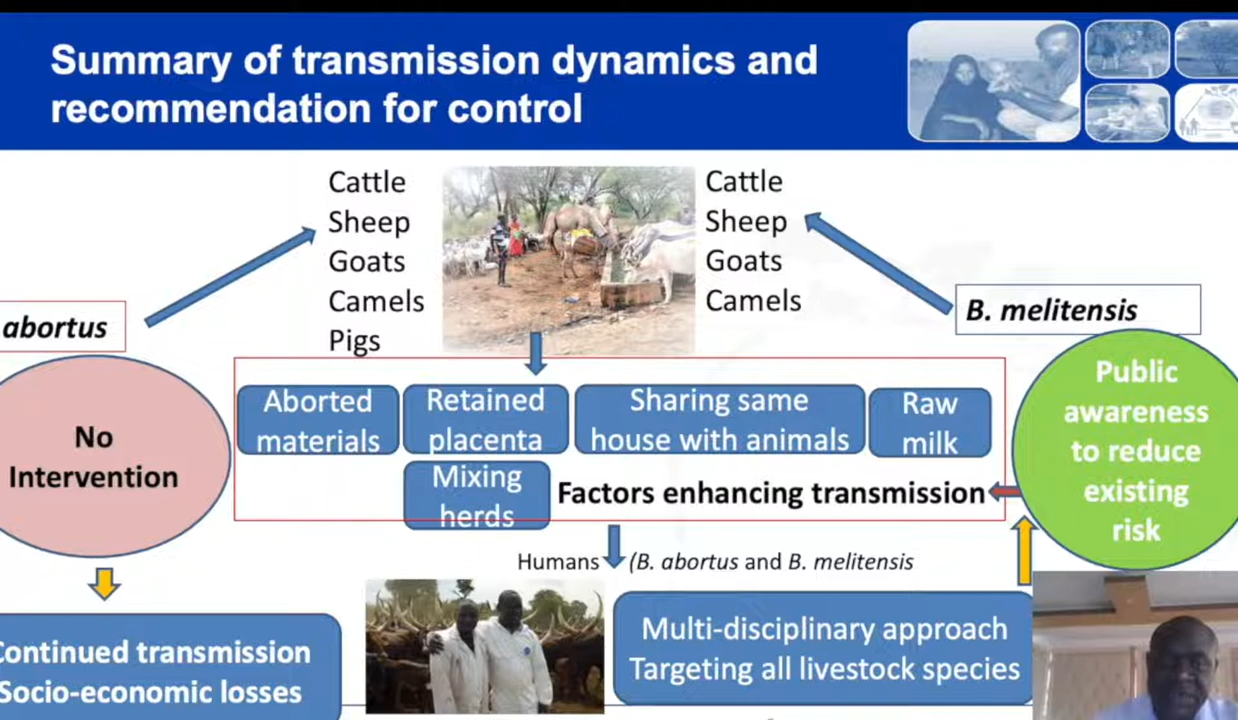 Summary of transmission dynamics and
recommendation for control
Cattle
Sheep
Goats
Camels
Pigs
Cattle
Sheep
Goats
Camels
abortus
B. melitensis
No
Intervention
Aborted
materials
Retained
placenta
Sharing same
house with animals
Raw
milk
Mixing
herds
Factors enhancing transmission
Public
awareness
to reduce
existing
risk
Humans (B. abortus and B. melitensis
Continued transmission
Socio-economic losses
Multi-disciplinary approach
Targeting all livestock species